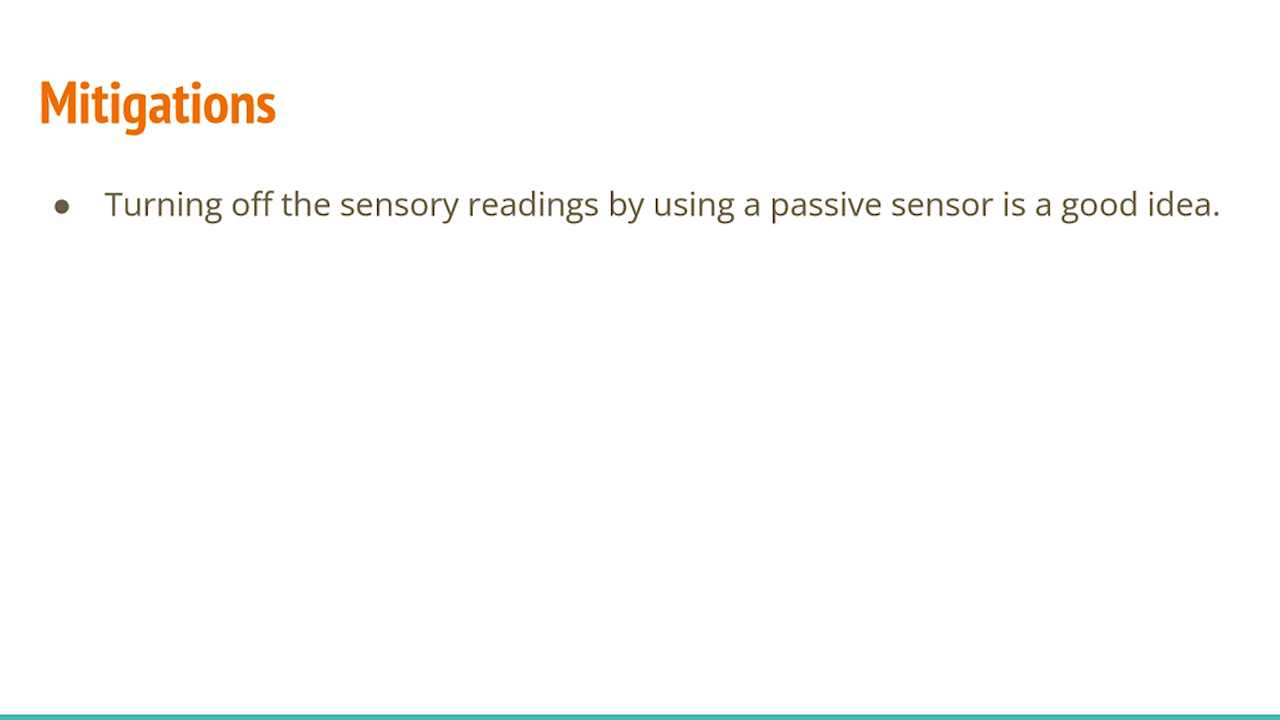 Mitigations
● Turning off the sensory readings by using a passive sensor is a good idea.